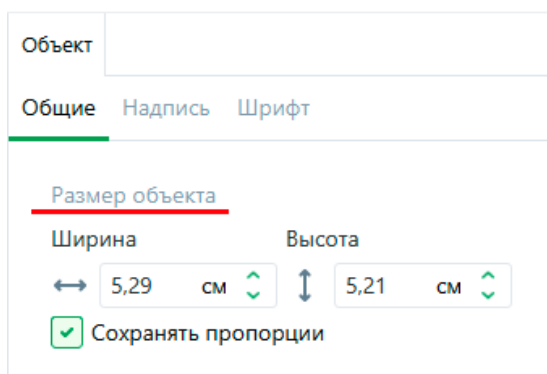 Объект
Общие Надпись Шрифт
Размер объекта
Ширина Высота
5,29 см 5,21 см
Сохранять пропорции